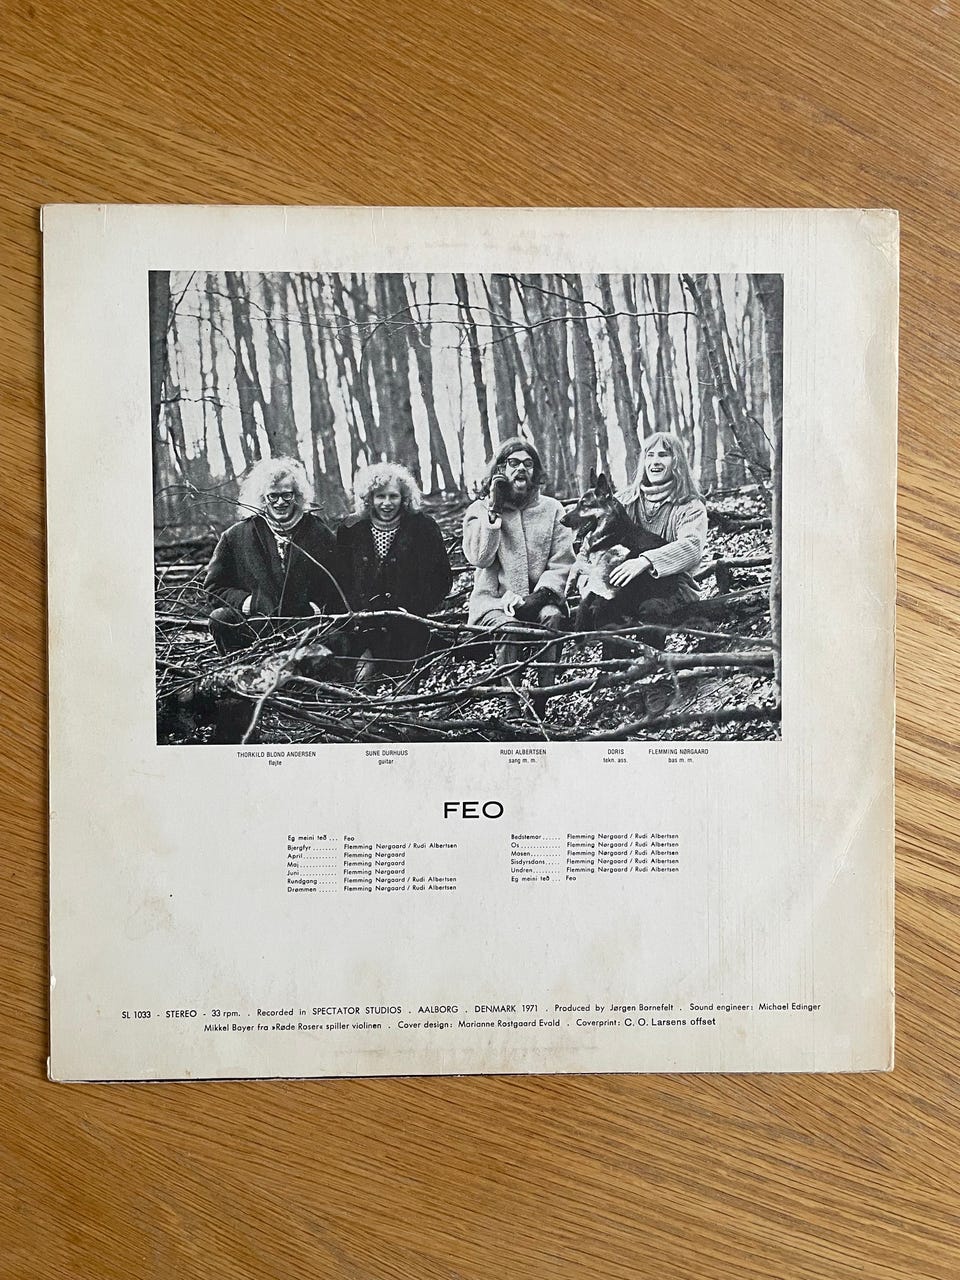 THORKILD BLOND ANDERSEN SUNE DURHUUS RUDI ALBERTSEN DORIS FLEMMING NØRGAARD
fløjte guitar sang m. m. tekn. ass. bas m. m.
FEO
Eg meini teð ... Feo
Bjergfyr ........ Flemming Nørgaard / Rudi Albertsen
April........... Flemming Nørgaard
Maj............ Flemming Nørgaard
Juni............ Flemming Nørgaard
Rundgang ...... Flemming Nørgaard / Rudi Albertsen
Drømmen ...... Flemming Nørgaard / Rudi Albertsen
Bedstemor...... Flemming Nørgaard / Rudi Albertsen
Os............. Flemming Nørgaard / Rudi Albertsen
Mosen.......... Flemming Nørgaard / Rudi Albertsen
Sisdyrsdans.... Flemming Nørgaard / Rudi Albertsen
Undren......... Flemming Nørgaard / Rudi Albertsen
Eg meini teð ... Feo
SL 1033 - STEREO - 33 rpm. . Recorded in SPECTATOR STUDIOS . AALBORG . DENMARK 1971 . Produced by Jørgen Bornefelt . Sound engineer: Michael Edinger
Mikkel Bayer fra »Røde Roser« spiller violinen . Cover design: Marianne Rostgaard Evald . Coverprint: C. O. Larsens offset